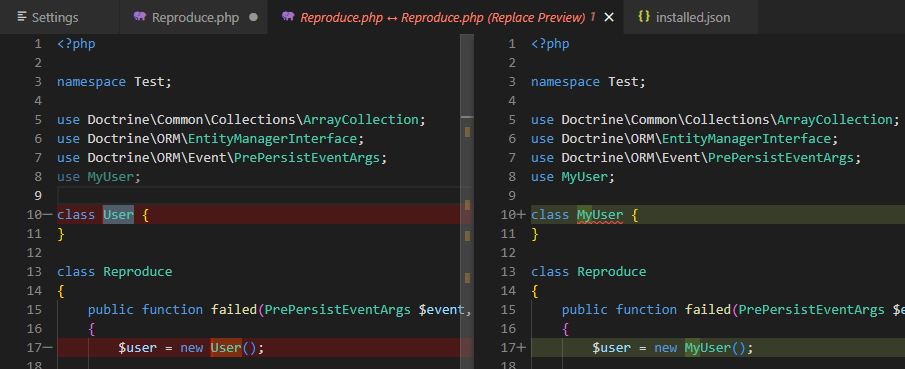 Settings
Reproduce.php
Reproduce.php ↔ Reproduce.php (Replace Preview) 1
{} installed.json
1 <?php
2
3 namespace Test;
4
5 use Doctrine\Common\Collections\ArrayCollection;
6 use Doctrine\ORM\EntityManagerInterface;
7 use Doctrine\ORM\Event\PrePersistEventArgs;
8 use MyUser;
9
10— class User {
11 }
12
13 class Reproduce
14 {
15 public function failed(PrePersistEventArgs $event,
16 {
17— $user = new User();
18
1 <?php
2
3 namespace Test;
4
5 use Doctrine\Common\Collections\ArrayCollection;
6 use Doctrine\ORM\EntityManagerInterface;
7 use Doctrine\ORM\Event\PrePersistEventArgs;
8 use MyUser;
9
10+ class MyUser {
11 }
12
13 class Reproduce
14 {
15 public function failed(PrePersistEventArgs $e
16 {
17+ $user = new MyUser();
18